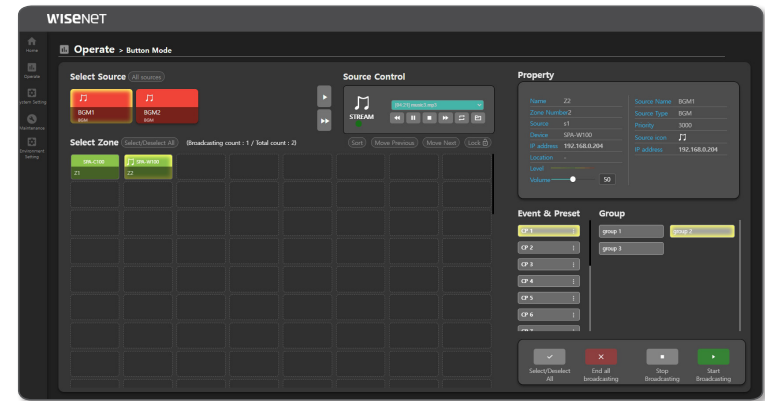 WISENET
Home
Operate
System Setting
Maintenance
Environment
Setting
Operate > Button Mode
Select Source All sources
BGM1
BGM
BGM2
BGM
Source Control
STREAM
Select Zone Select/Deselect All (Broadcasting count : 1 / Total count : 2) Sort Move Previous Move Next Lock
SPA-C100
Z1
SPA-W100
Z2
Property
Name Z2
Zone Number2
Source s1
Device SPA-W100
IP address 192.168.0.204
Location -
Level
Volume 50
Source Name BGM1
Source Type BGM
Priority 5000
Source icon
IP address 192.168.0.204
Event & Preset
CP 1
CP 2
CP 3
CP 4
CP 5
CP 6
Group
group 1
group 2
group 3
Select/Deselect
All
End all
broadcasting
Stop
Broadcasting
Start
Broadcasting